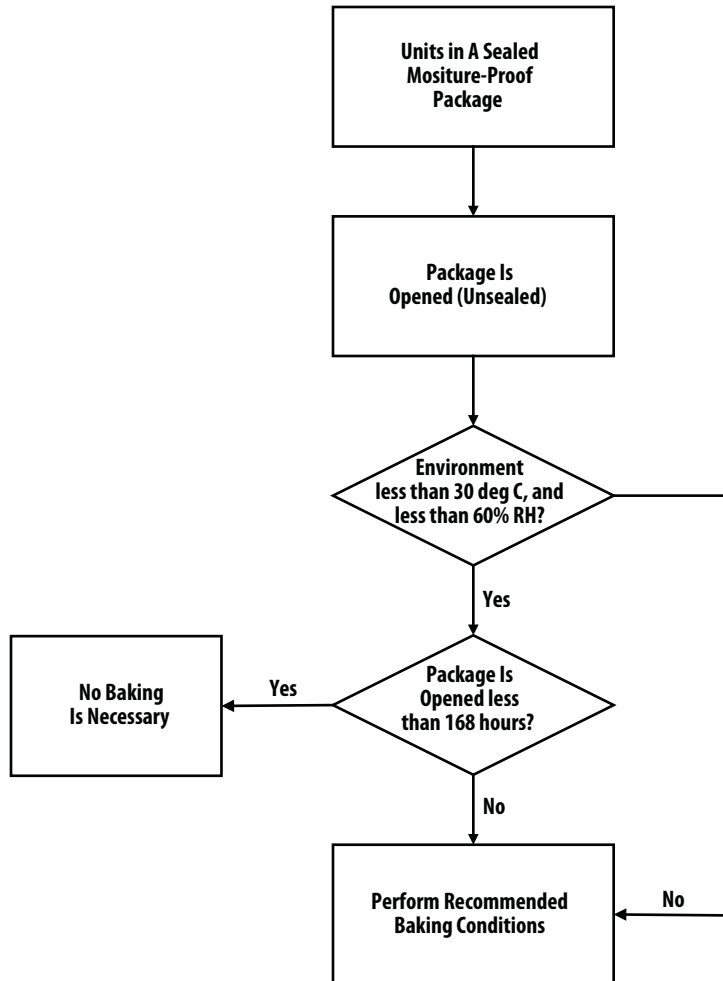 Units in A Sealed
Mositure-Proof
Package
Package Is
Opened (Unsealed)
Environment
less than 30 deg C, and
less than 60% RH?
Yes
No Baking
Is Necessary
Yes
Package Is
Opened less
than 168 hours?
No
Perform Recommended
Baking Conditions
No